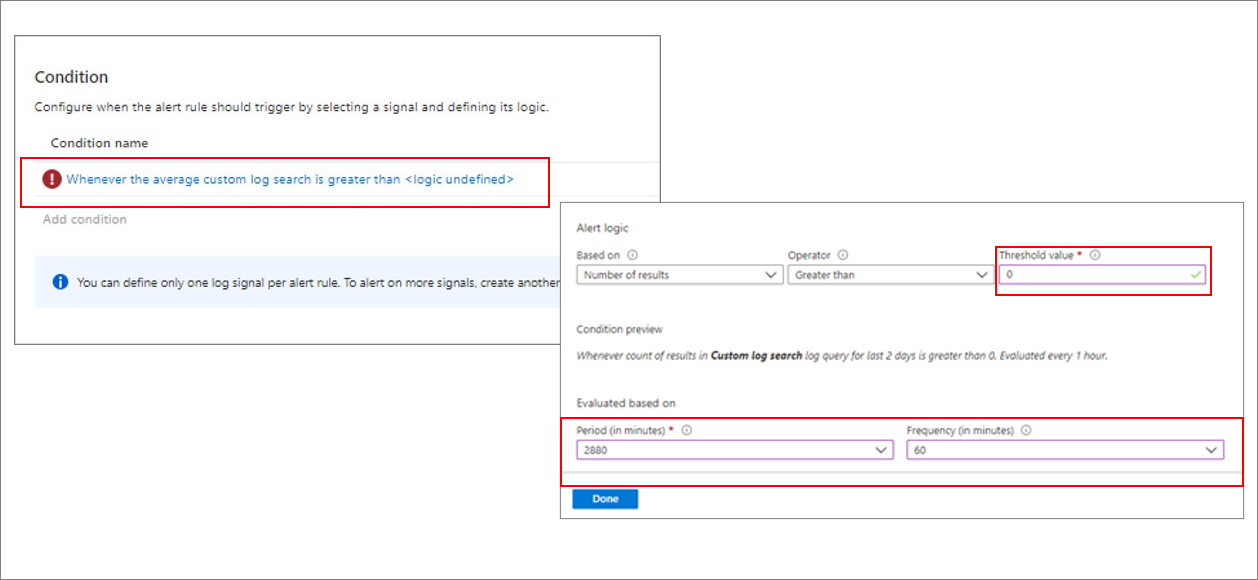 Condition
Configure when the alert rule should trigger by selecting a signal and defining its logic.
Condition name
Whenever the average custom log search is greater than <logic undefined>
Add condition
You can define only one log signal per alert rule. To alert on more signals, create another
Alert logic
Based on Operator Threshold value *
Number of results Greater than 0
Condition preview
Whenever count of results in Custom log search log query for last 2 days is greater than 0. Evaluated every 1 hour.
Evaluated based on
Period (in minutes) * Frequency (in minutes)
2880 60
Done